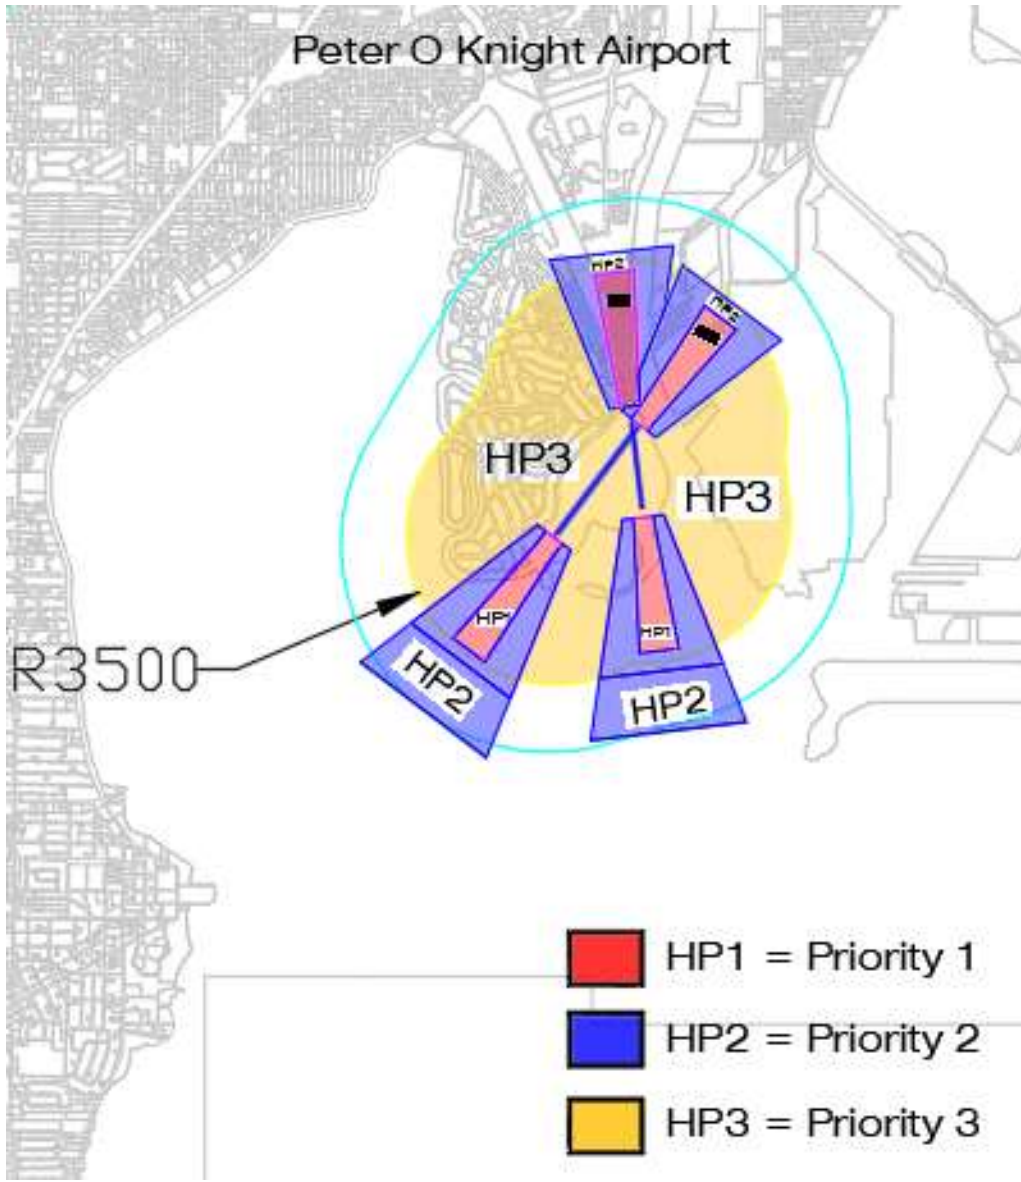 Peter O Knight Airport
HP2
HP2
HP3
HP3
HP1
HP1
R3500
HP2
HP2
HP1 = Priority 1
HP2 = Priority 2
HP3 = Priority 3